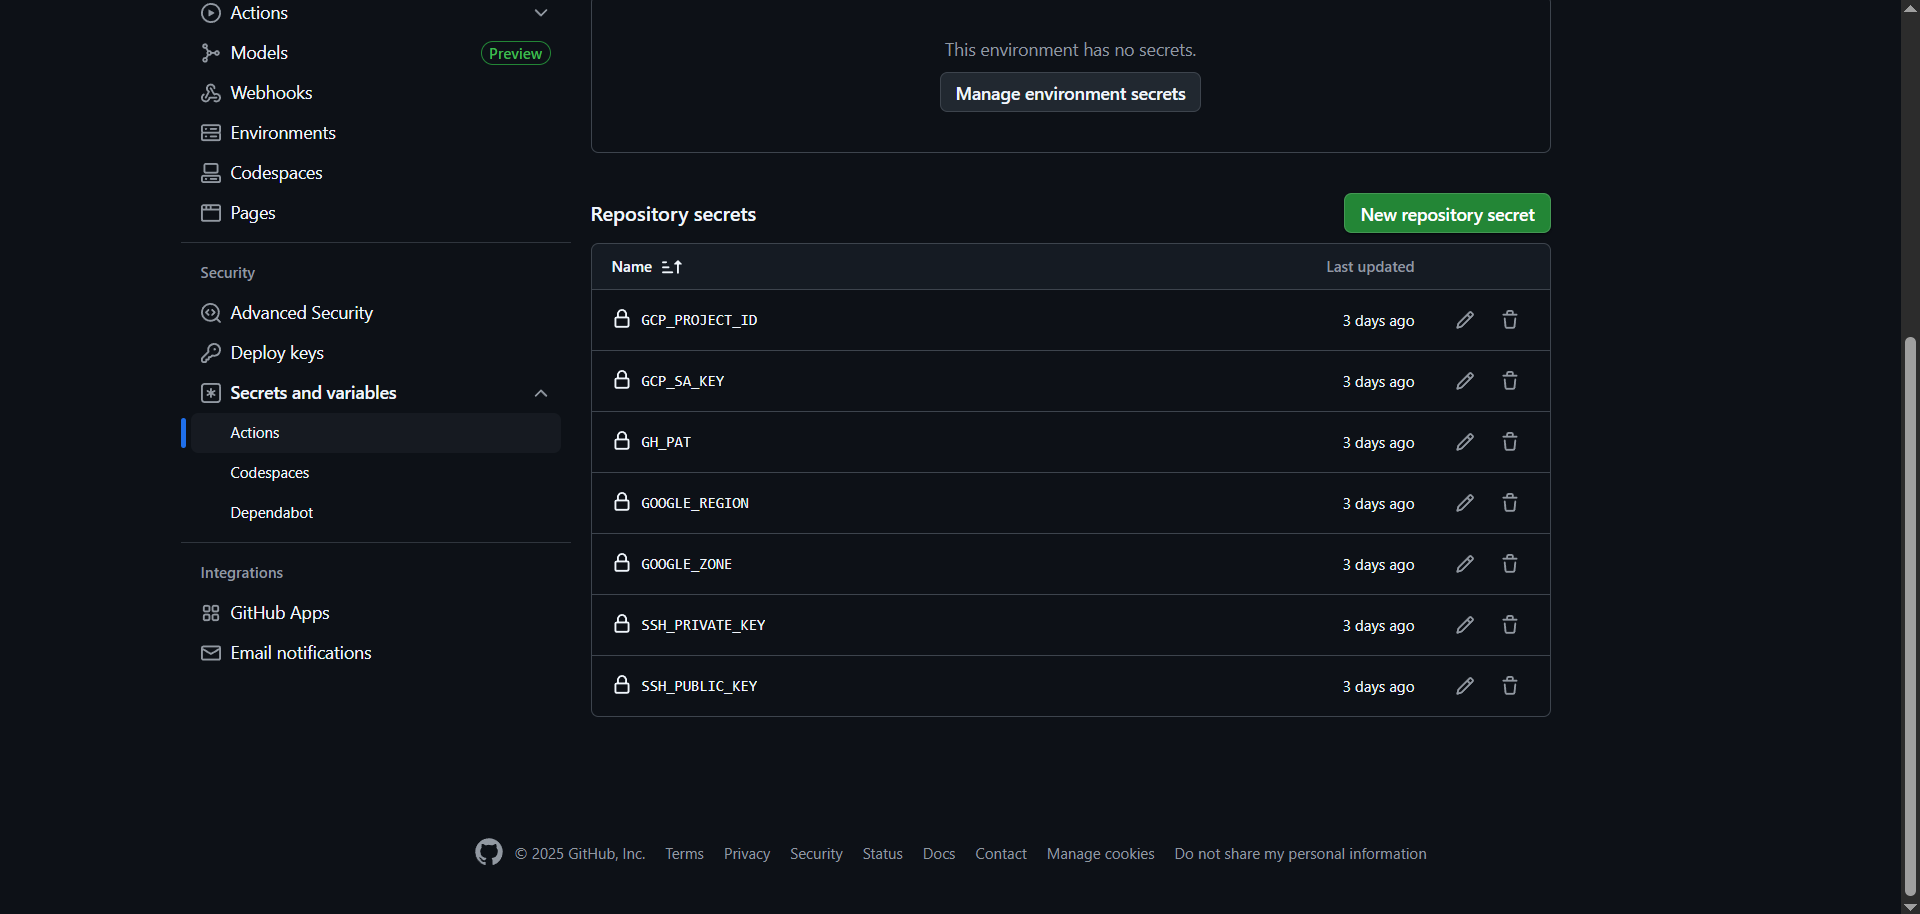 Actions
Models
Preview
Webhooks
Environments
Codespaces
Pages
Security
Advanced Security
Deploy keys
Secrets and variables
Actions
Codespaces
Dependabot
Integrations
GitHub Apps
Email notifications
This environment has no secrets.
Manage environment secrets
Repository secrets
New repository secret
Name Last updated
GCP_PROJECT_ID 3 days ago
GCP_SA_KEY 3 days ago
GH_PAT 3 days ago
GOOGLE_REGION 3 days ago
GOOGLE_ZONE 3 days ago
SSH_PRIVATE_KEY 3 days ago
SSH_PUBLIC_KEY 3 days ago
© 2025 GitHub, Inc. Terms Privacy Security Status Docs Contact Manage cookies Do not share my personal information